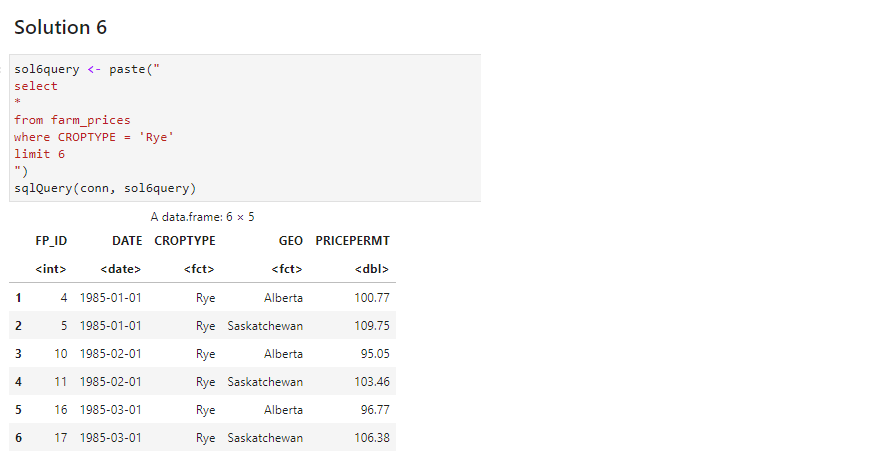 Solution 6
sol6query <- paste("
select
*
from farm_prices
where CROPTYPE = 'Rye'
limit 6
")
sqlQuery(conn, sol6query)
A data.frame: 6 × 5
FP_ID DATE CROPTYPE GEO PRICEPERMT
<int> <date> <fct> <fct> <dbl>
1 4 1985-01-01 Rye Alberta 100.77
2 5 1985-01-01 Rye Saskatchewan 109.75
3 10 1985-02-01 Rye Alberta 95.05
4 11 1985-02-01 Rye Saskatchewan 103.46
5 16 1985-03-01 Rye Alberta 96.77
6 17 1985-03-01 Rye Saskatchewan 106.38